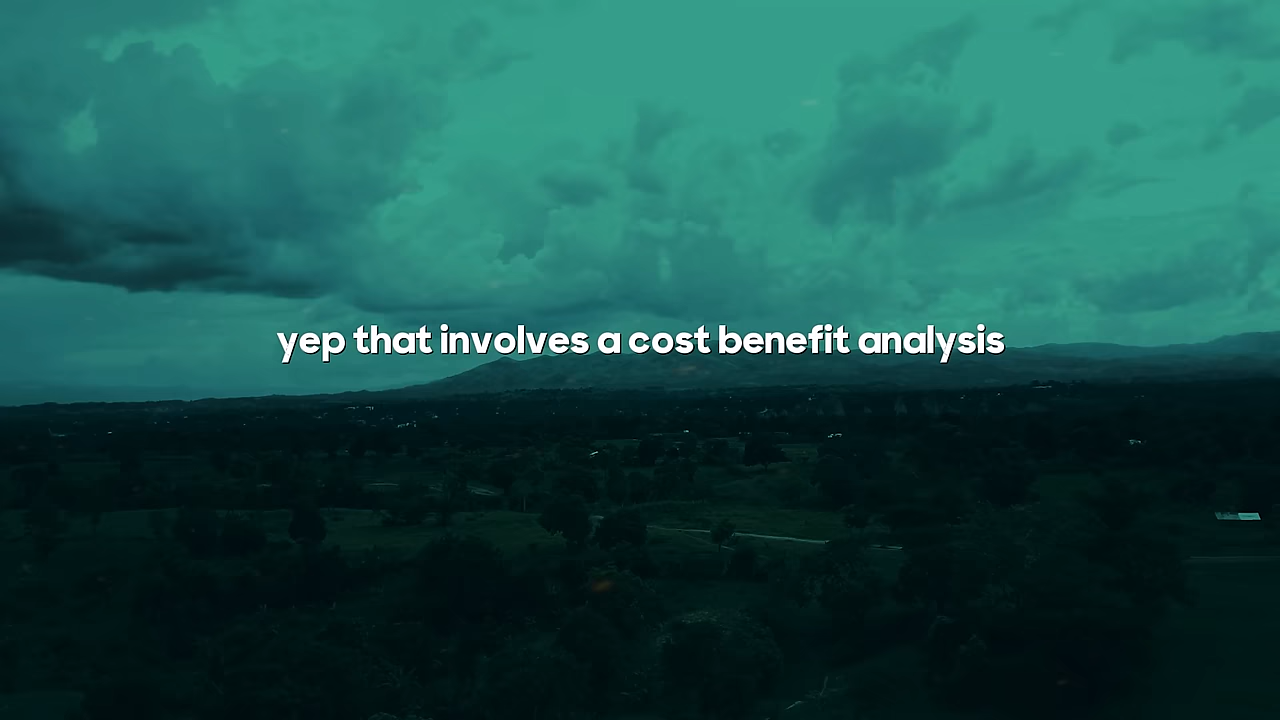 yep that involves a cost benefit analysis